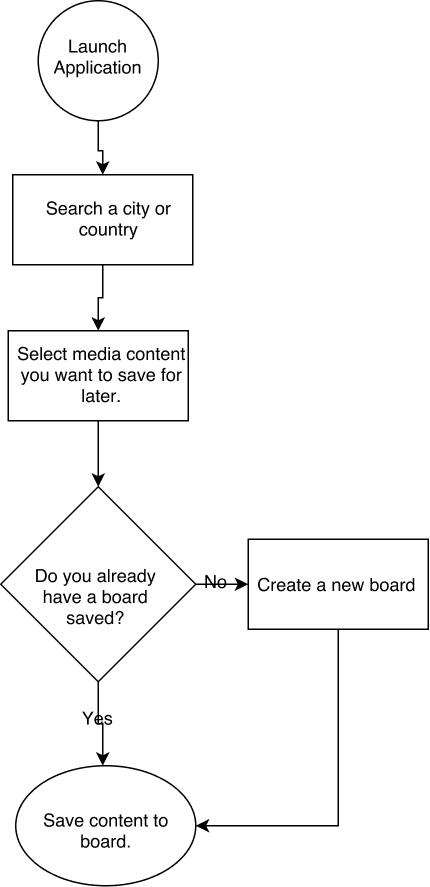 Launch
Application
Search a city or
country
Select media content
you want to save for
later.
Do you already
have a board
saved?
No
Create a new board
Yes
Save content to
board.